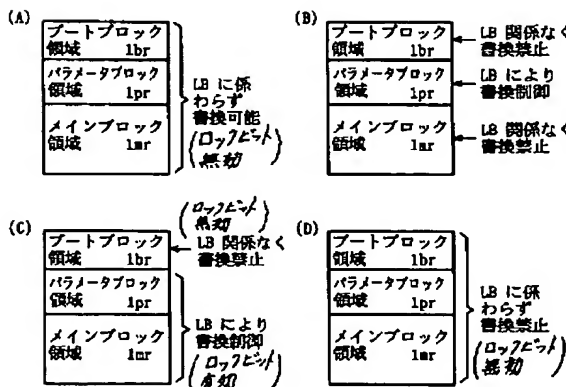 (A)
ブートブロック
領域 1br
パラメータブロック
領域 1pr
メインブロック
領域 1mr
LB に係
わらず
書換可能
(ロックビット
無効)
(B)
ブートブロック
領域 1br
パラメータブロック
領域 1pr
メインブロック
領域 1mr
LB 関係なく
書換禁止
LB により
書換制御
LB 関係なく
書換禁止
(C)
(ロックビット
無効)
ブートブロック
領域 1br
パラメータブロック
領域 1pr
メインブロック
領域 1mr
LB 関係なく
書換禁止
LB により
書換制御
(ロックビット
有効)
(D)
ブートブロック
領域 1br
パラメータブロック
領域 1pr
メインブロック
領域 1mr
LB に係
わらず
書換禁止
(ロックビット
無効)